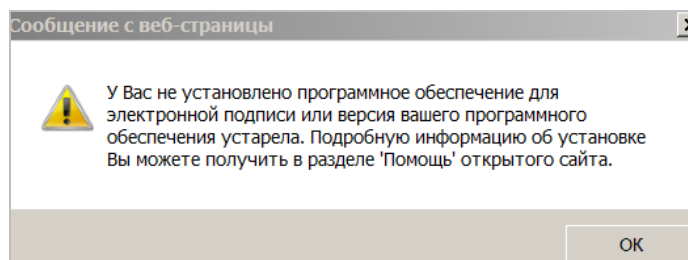 Сообщение с веб-страницы
У Вас не установлено программное обеспечение для
электронной подписи или версия вашего программного
обеспечения устарела. Подробную информацию об установке
Вы можете получить в разделе 'Помощь' открытого сайта.
ОК